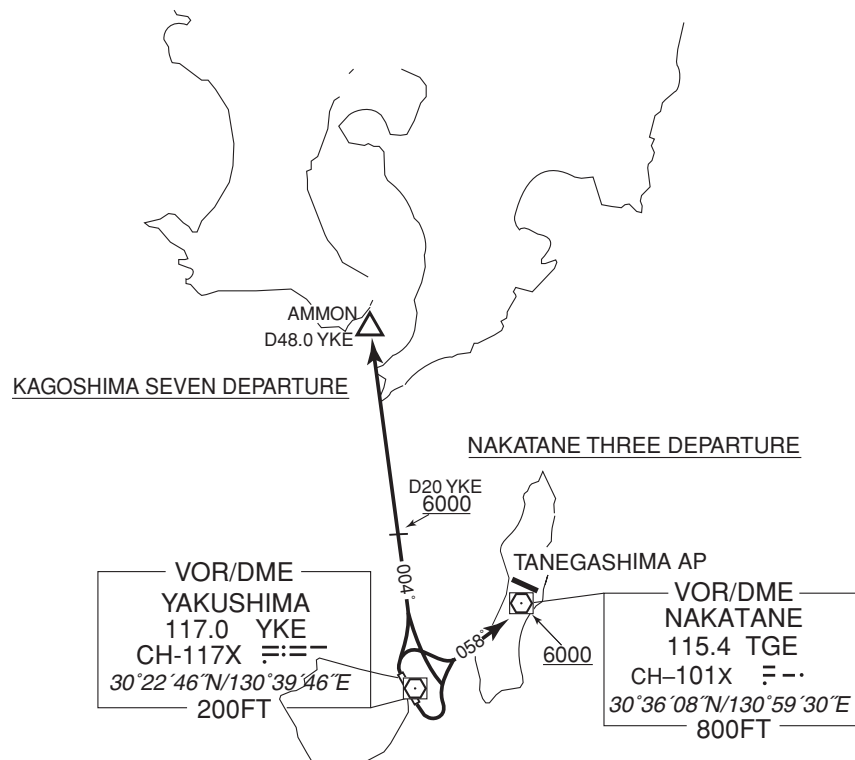 AMMON
D48.0 YKE
KAGOSHIMA SEVEN DEPARTURE
NAKATANE THREE DEPARTURE
D20 YKE
6000
TANEGASHIMA AP
004°
058°
6000
VOR/DME
YAKUSHIMA
117.0 YKE
CH-117X
30°22´46˝N/130°39´46˝E
200FT
VOR/DME
NAKATANE
115.4 TGE
CH–101X
30°36´08˝N/130°59´30˝E
800FT